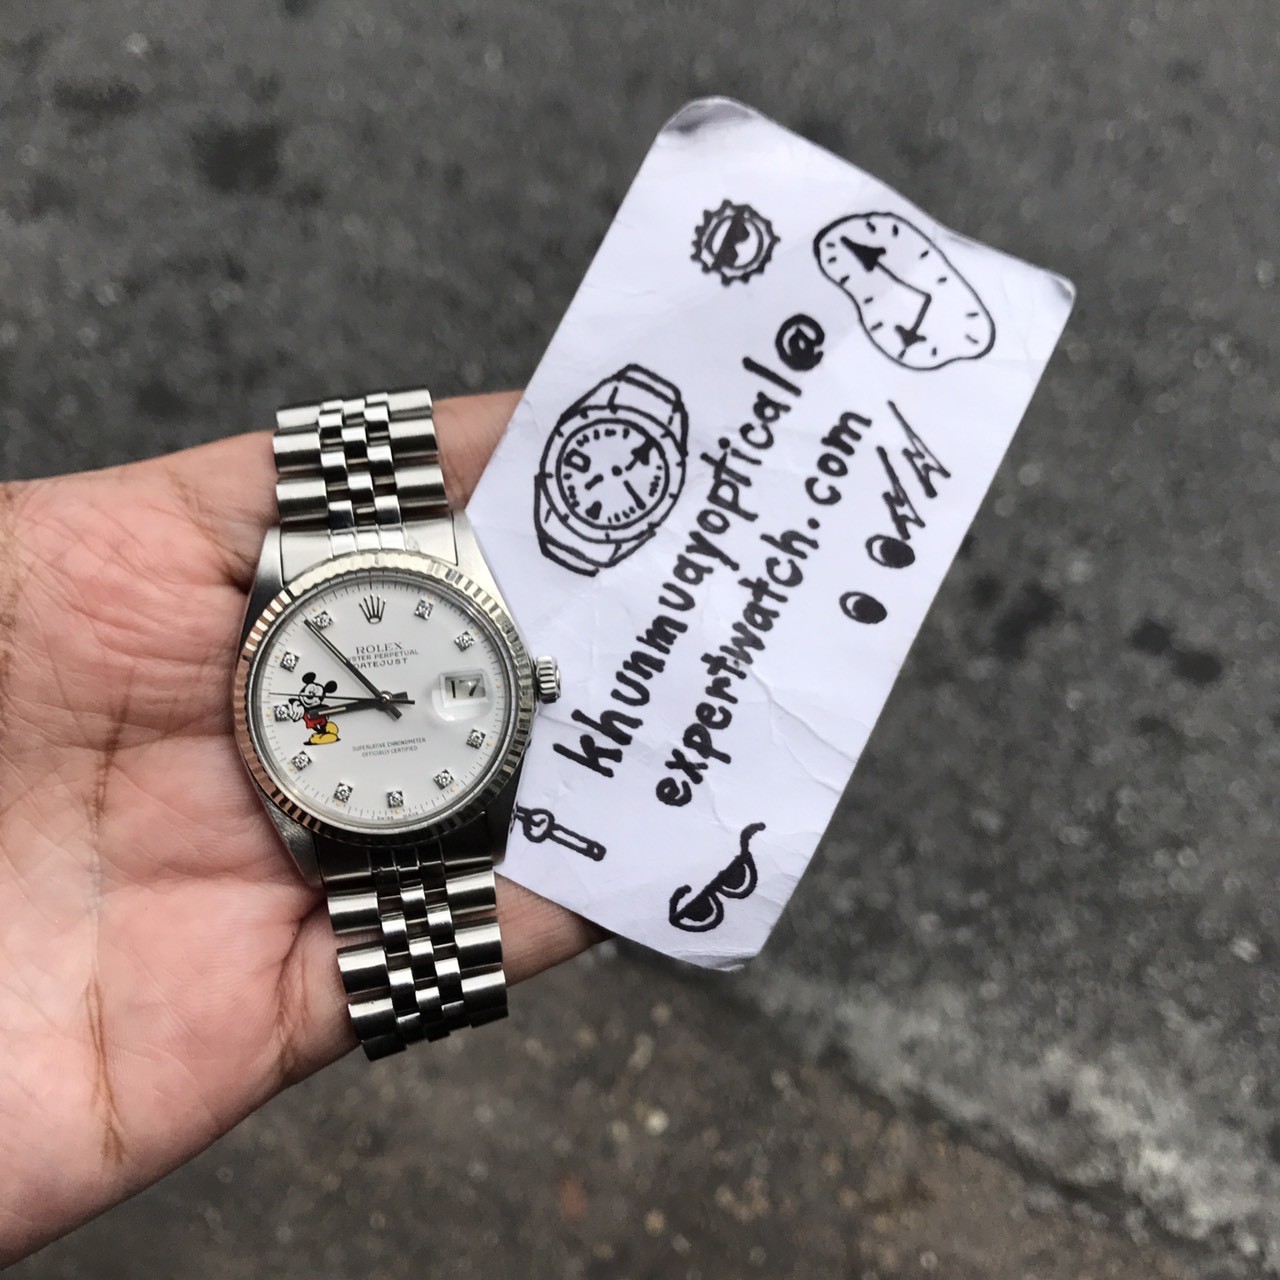 ROLEX
OYSTER PERPETUAL
DATEJUST
17
SUPERLATIVE CHRONOMETER
OFFICIALLY CERTIFIED
khunmuayoptical@
expertwatch.com